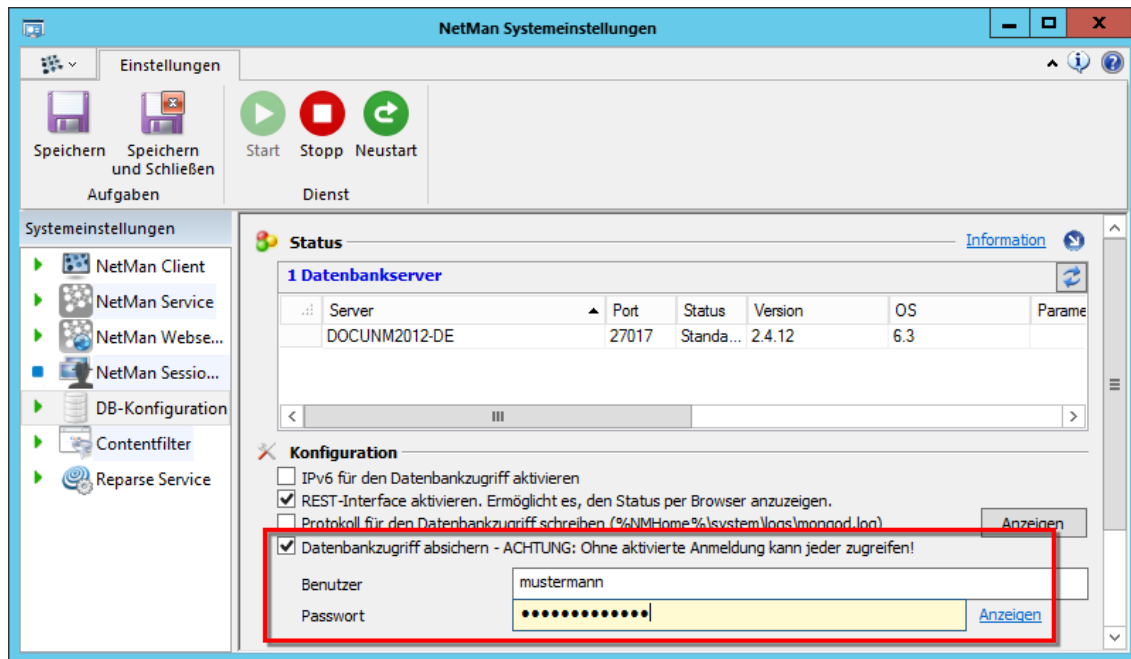 NetMan Systemeinstellungen
Einstellungen
Speichern
Speichern und Schließen
Start
Stopp
Neustart
Aufgaben
Dienst
Systemeinstellungen
NetMan Client
NetMan Service
NetMan Webse...
NetMan Sessio...
DB-Konfiguration
Contentfilter
Reparse Service
Status
Information
1 Datenbankserver
Server Port Status Version OS Parame
DOCUNM2012-DE 27017 Standa... 2.4.12 6.3
Konfiguration
IPv6 für den Datenbankzugriff aktivieren
REST-Interface aktivieren. Ermöglicht es, den Status per Browser anzuzeigen.
Protokoll für den Datenbankzugriff schreiben (%NMHome%\system\logs\mongod.log) Anzeigen
Datenbankzugriff absichern - ACHTUNG: Ohne aktivierte Anmeldung kann jeder zugreifen!
Benutzer mustermann
Passwort ●●●●●●●●●●●●● Anzeigen